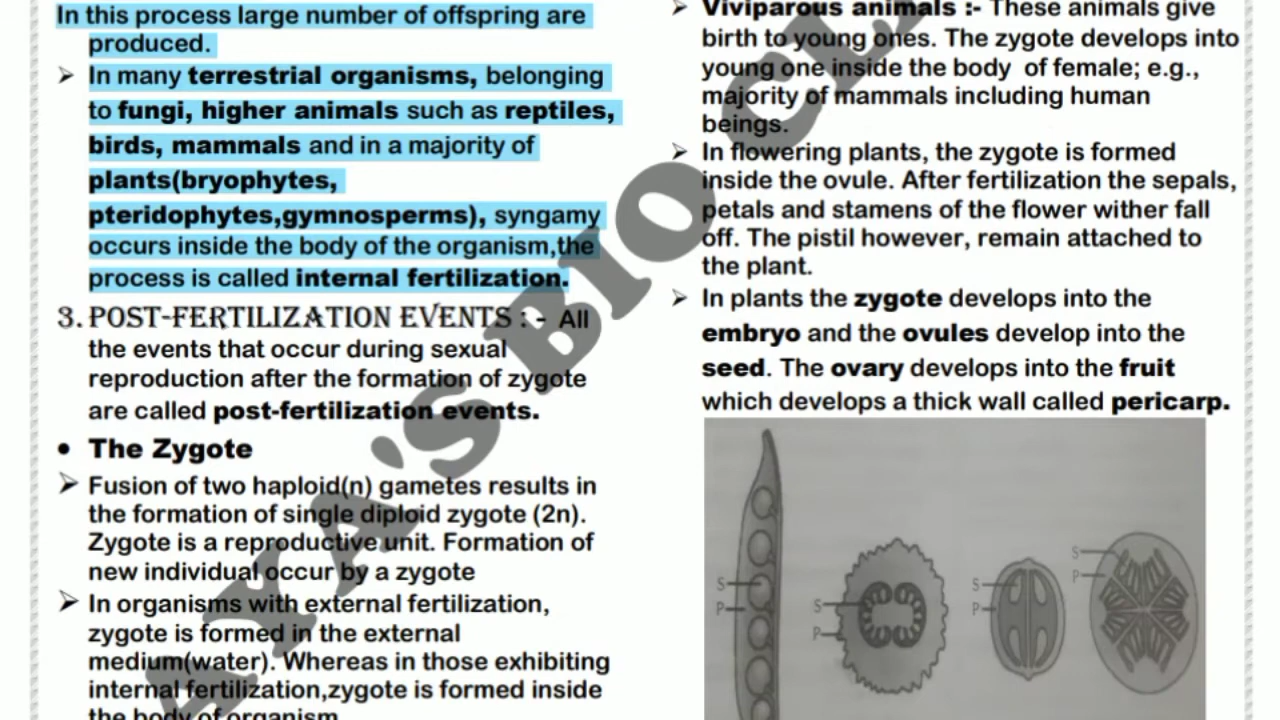 In this process large number of offspring are
produced.
➢ In many terrestrial organisms, belonging
to fungi, higher animals such as reptiles,
birds, mammals and in a majority of
plants(bryophytes,
pteridophytes,gymnosperms), syngamy
occurs inside the body of the organism,the
process is called internal fertilization.
3. POST-FERTILIZATION EVENTS : - All
the events that occur during sexual
reproduction after the formation of zygote
are called post-fertilization events.
• The Zygote
➢ Fusion of two haploid(n) gametes results in
the formation of single diploid zygote (2n).
Zygote is a reproductive unit. Formation of
new individual occur by a zygote
➢ In organisms with external fertilization,
zygote is formed in the external
medium(water). Whereas in those exhibiting
internal fertilization,zygote is formed inside
the body of organism
➢ Viviparous animals :- These animals give
birth to young ones. The zygote develops into
young one inside the body of female; e.g.,
majority of mammals including human
beings.
➢ In flowering plants, the zygote is formed
inside the ovule. After fertilization the sepals,
petals and stamens of the flower wither fall
off. The pistil however, remain attached to
the plant.
➢ In plants the zygote develops into the
embryo and the ovules develop into the
seed. The ovary develops into the fruit
which develops a thick wall called pericarp.
S
P
S
P
S
P
S
P
AYA'S BIO CL